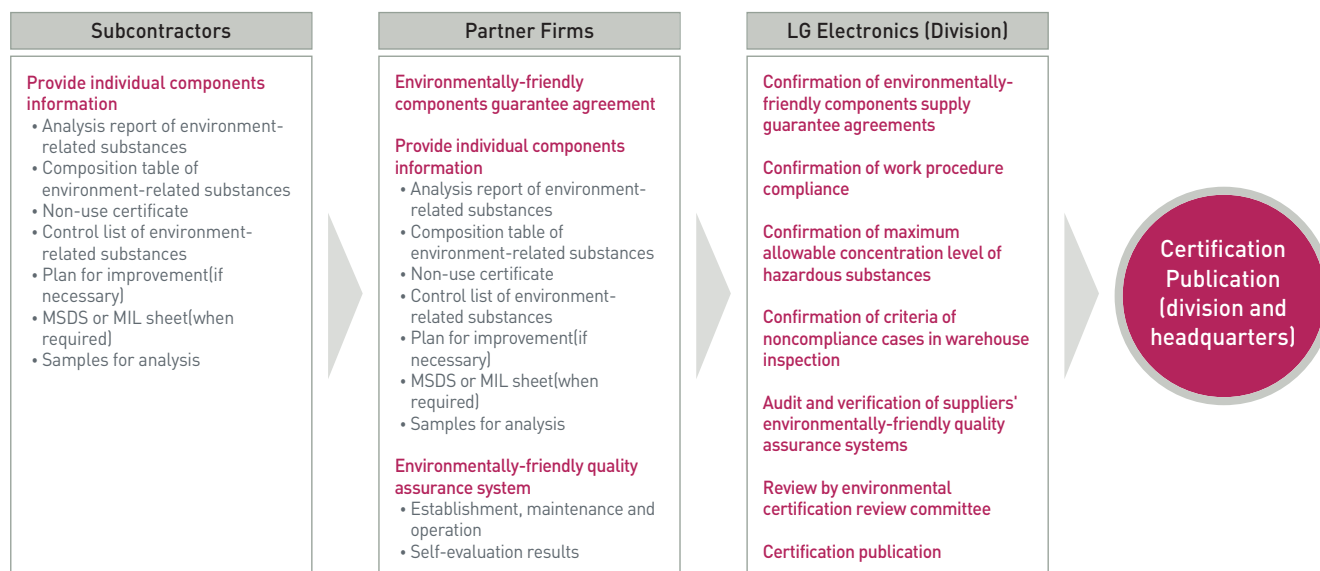 Subcontractors
Provide individual components
information
• Analysis report of environment-
related substances
• Composition table of
environment-related substances
• Non-use certificate
• Control list of environment-
related substances
• Plan for improvement(if
necessary)
• MSDS or MIL sheet(when
required)
• Samples for analysis
Partner Firms
Environmentally-friendly
components guarantee agreement
Provide individual components
information
• Analysis report of environment-
related substances
• Composition table of
environment-related substances
• Non-use certificate
• Control list of environment-
related substances
• Plan for improvement(if
necessary)
• MSDS or MIL sheet(when
required)
• Samples for analysis
Environmentally-friendly quality
assurance system
• Establishment, maintenance and
operation
• Self-evaluation results
LG Electronics (Division)
Confirmation of environmentally-
friendly components supply
guarantee agreements
Confirmation of work procedure
compliance
Confirmation of maximum
allowable concentration level of
hazardous substances
Confirmation of criteria of
noncompliance cases in warehouse
inspection
Audit and verification of suppliers'
environmentally-friendly quality
assurance systems
Review by environmental
certification review committee
Certification publication
Certification
Publication
(division and
headquarters)